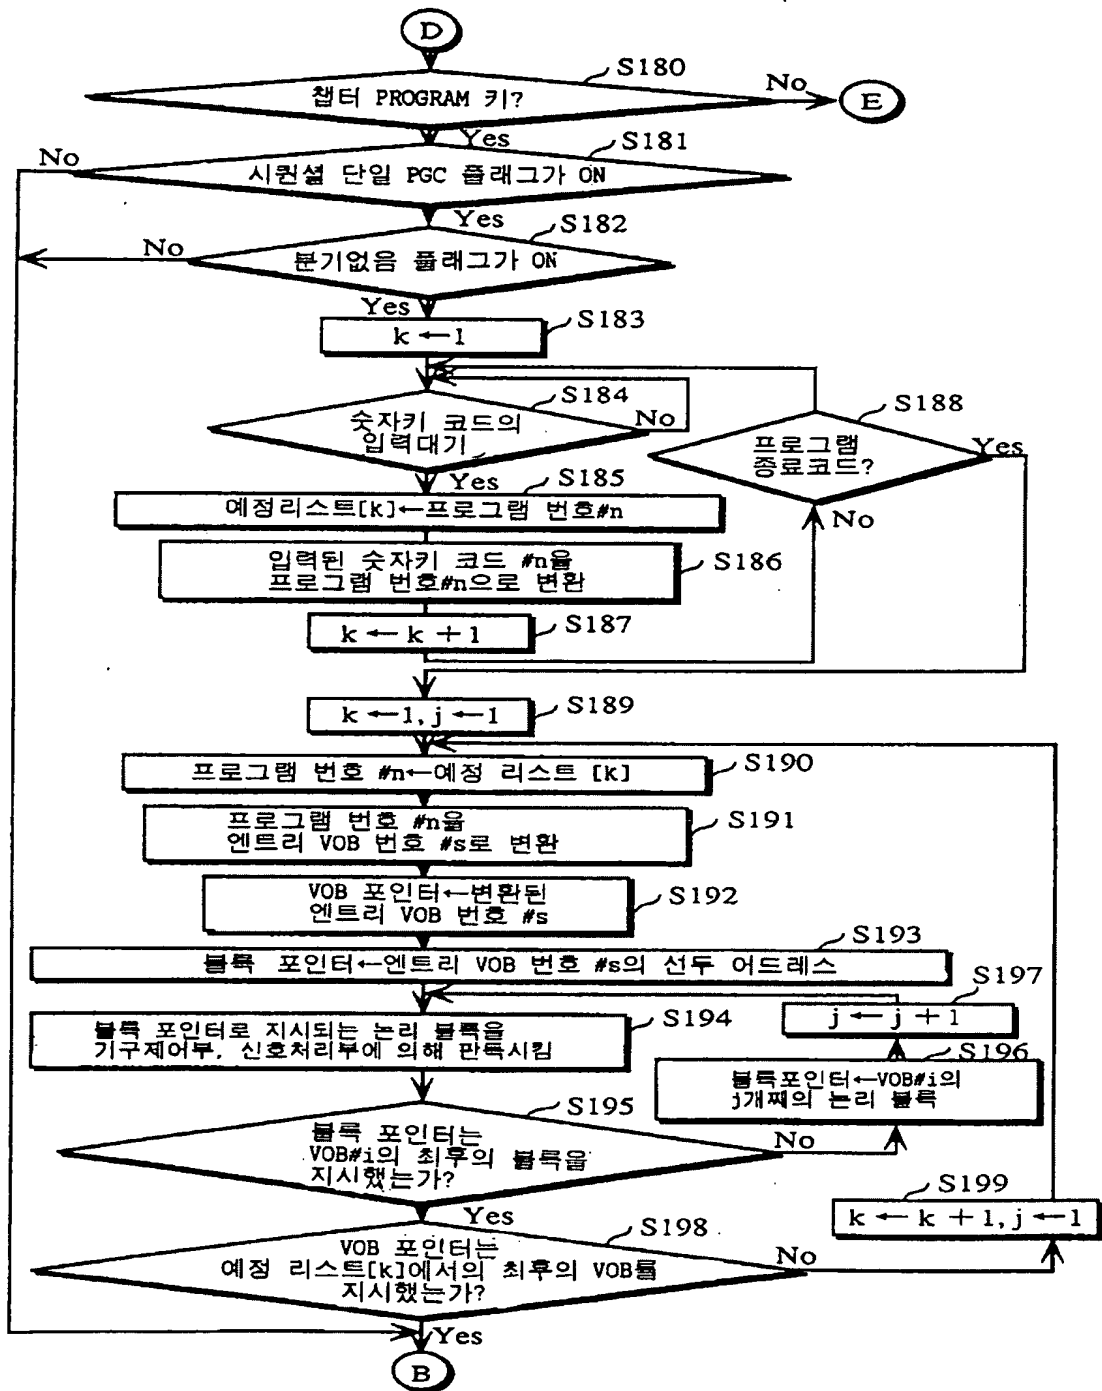 D
S180
챕터 PROGRAM 키?
No
E
Yes
S181
No
시퀀셜 단일 PGC 플래그가 ON
Yes
S182
No
분기없음 플래그가 ON
Yes
S183
k ← 1
S184
숫자키 코드의
입력대기
No
S188
프로그램
종료코드?
Yes
No
Yes
S185
예정리스트[k]←프로그램 번호#n
입력된 숫자키 코드 #n을
프로그램 번호#n으로 변환
S186
k ← k + 1
S187
k ← 1, j ← 1
S189
프로그램 번호 #n←예정 리스트 [k]
S190
프로그램 번호 #n을
엔트리 VOB 번호 #s로 변환
S191
VOB 포인터←변환된
엔트리 VOB 번호 #s
S192
S193
블록 포인터←엔트리 VOB 번호 #s의 선두 어드레스
S197
j ← j + 1
블록 포인터로 지시되는 논리 블록을
기구제어부, 신호처리부에 의해 판독시킴
S194
S196
블록포인터←VOB#i의
j개째의 논리 블록
S195
블록 포인터는
VOB#i의 최후의 블록을
지시했는가?
No
S199
k ← k + 1, j ← 1
Yes
S198
VOB 포인터는
예정 리스트[k]에서의 최후의 VOB를
지시했는가?
No
Yes
B